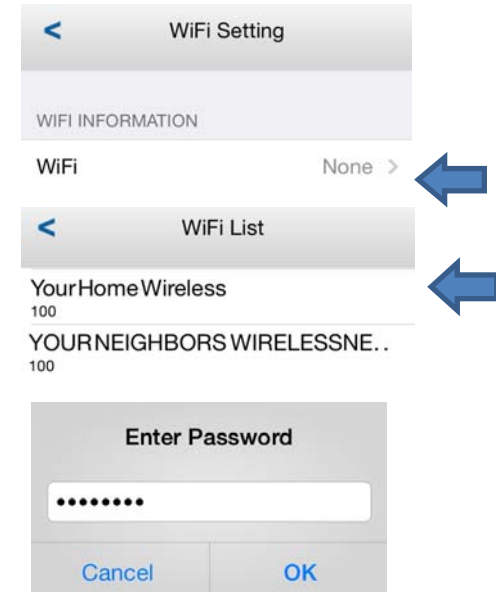 < WiFi Setting
WIFI INFORMATION
WiFi None >
< WiFi List
YourHomeWireless
100
YOURNEIGHBORS WIRELESSNE..
100
Enter Password
••••••••
Cancel OK